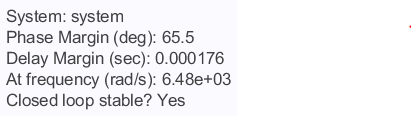 System: system
Phase Margin (deg): 65.5
Delay Margin (sec): 0.000176
At frequency (rad/s): 6.48e+03
Closed loop stable? Yes